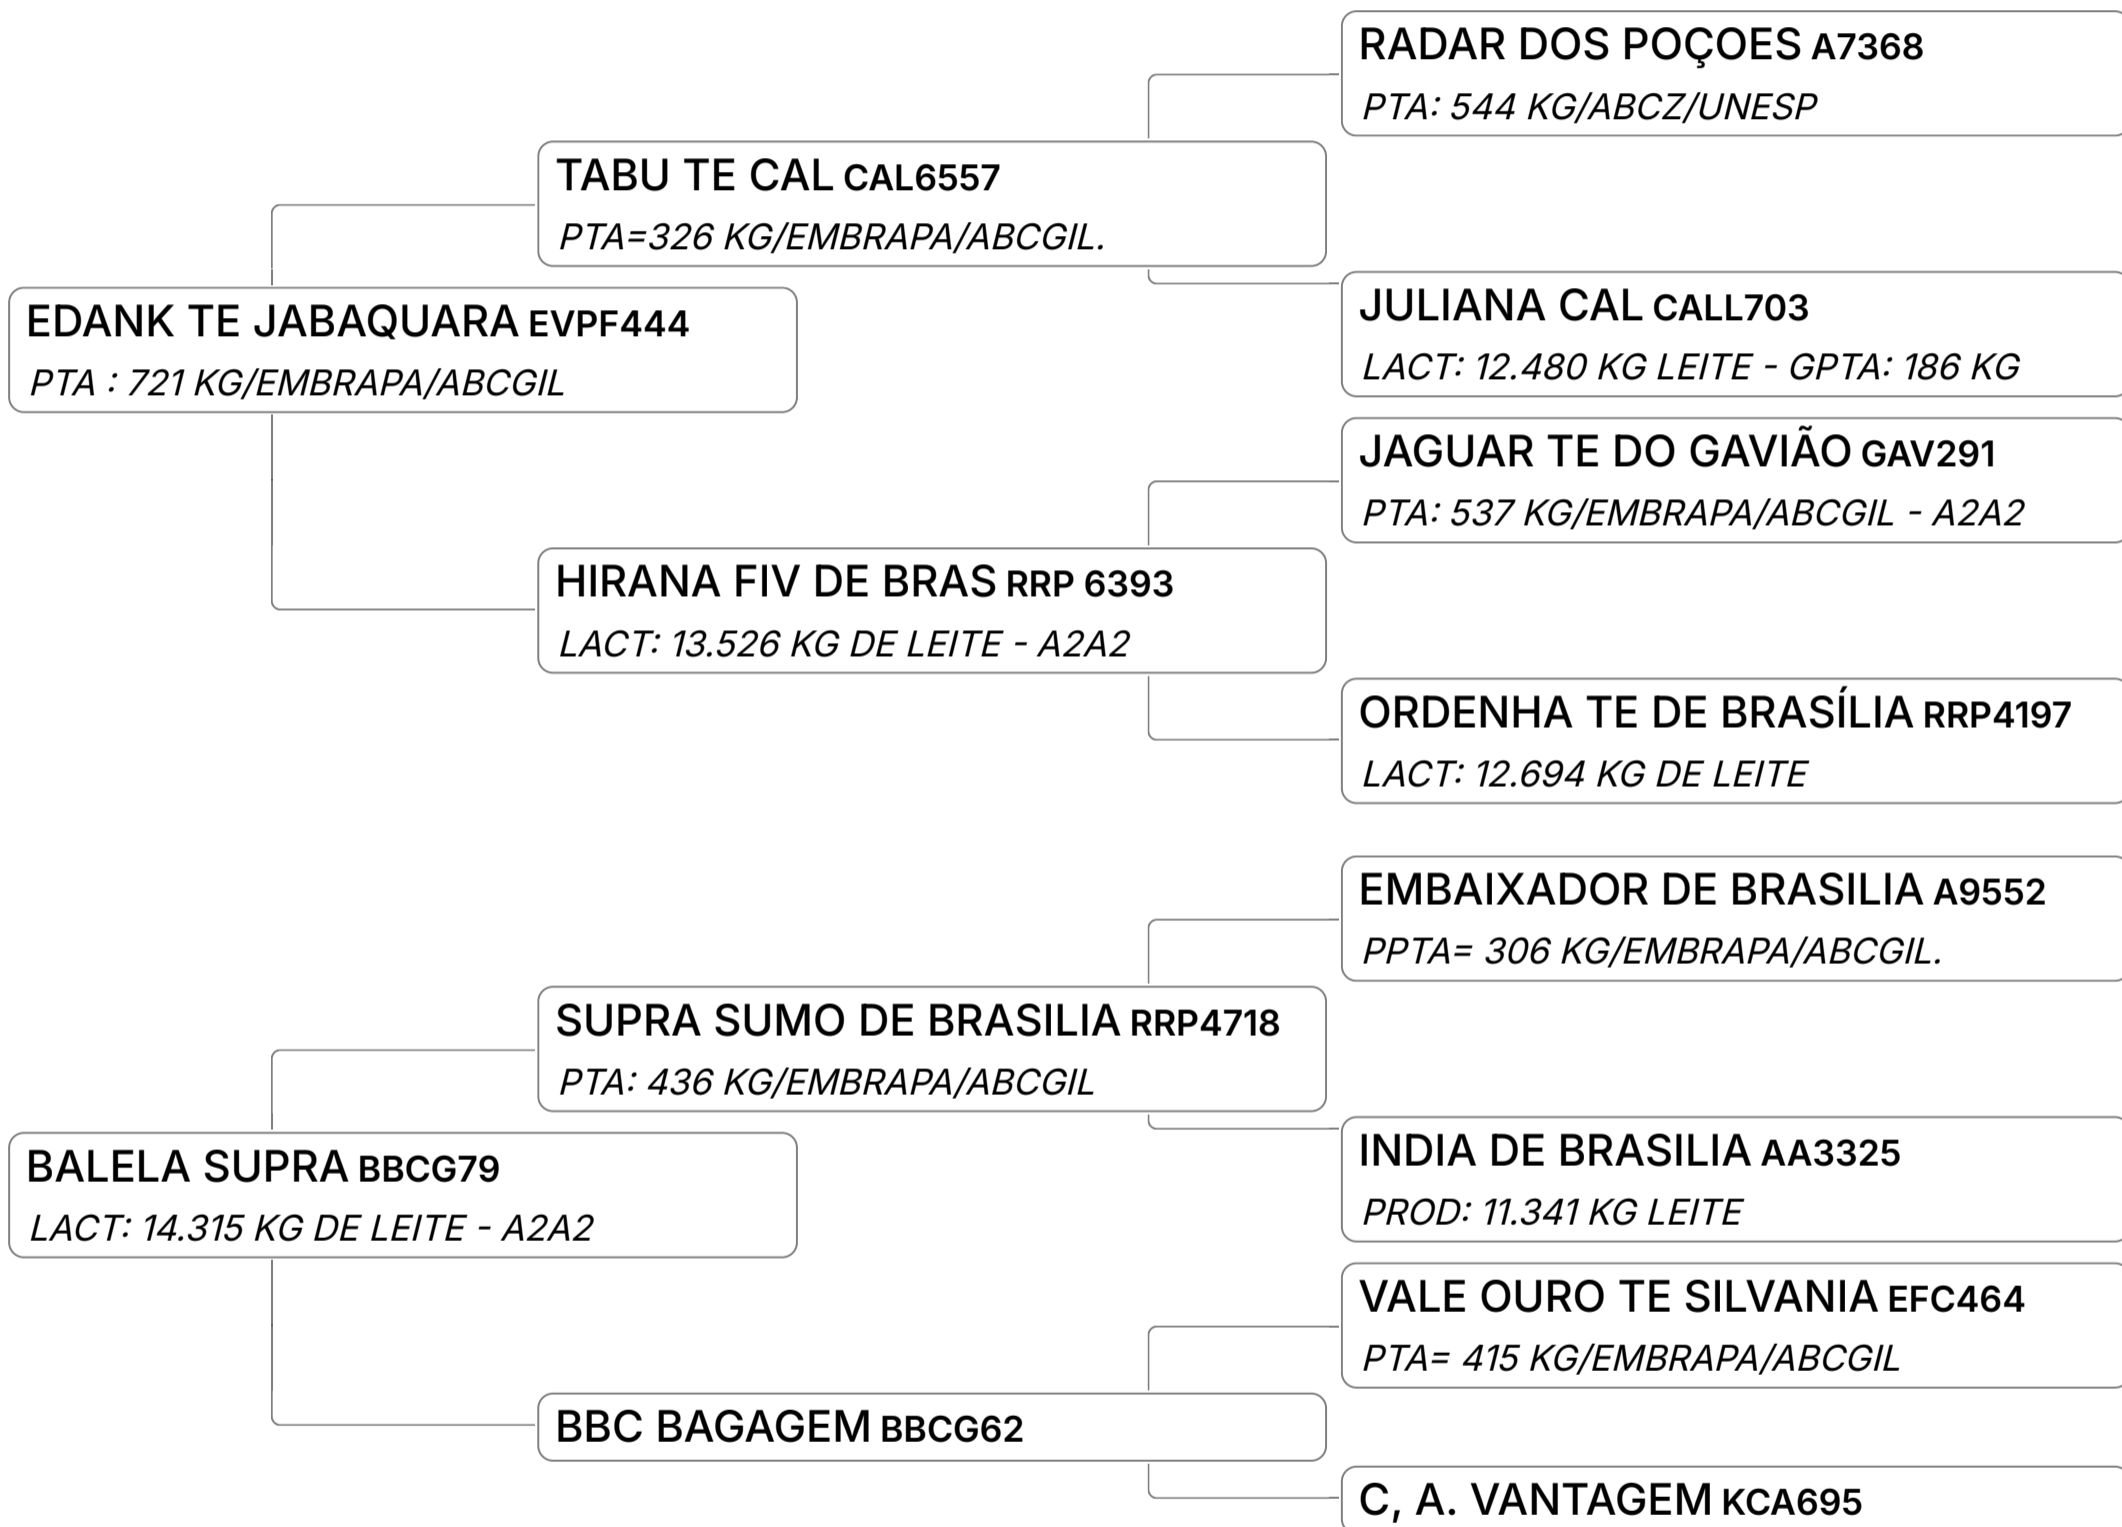 RADAR DOS POÇOES A7368
PTA: 544 KG/ABCZ/UNESP
TABU TE CAL CAL6557
PTA=326 KG/EMBRAPA/ABCGIL.
JULIANA CAL CALL703
LACT: 12.480 KG LEITE - GPTA: 186 KG
EDANK TE JABAQUARA EVPF444
PTA : 721 KG/EMBRAPA/ABCGIL
JAGUAR TE DO GAVIÃO GAV291
PTA: 537 KG/EMBRAPA/ABCGIL - A2A2
HIRANA FIV DE BRAS RRP 6393
LACT: 13.526 KG DE LEITE - A2A2
ORDENHA TE DE BRASÍLIA RRP4197
LACT: 12.694 KG DE LEITE
EMBAIXADOR DE BRASILIA A9552
PPTA= 306 KG/EMBRAPA/ABCGIL.
SUPRA SUMO DE BRASILIA RRP4718
PTA: 436 KG/EMBRAPA/ABCGIL
INDIA DE BRASILIA AA3325
PROD: 11.341 KG LEITE
BALELA SUPRA BBCG79
LACT: 14.315 KG DE LEITE - A2A2
VALE OURO TE SILVANIA EFC464
PTA= 415 KG/EMBRAPA/ABCGIL
BBC BAGAGEM BBCG62
C, A. VANTAGEM KCA695